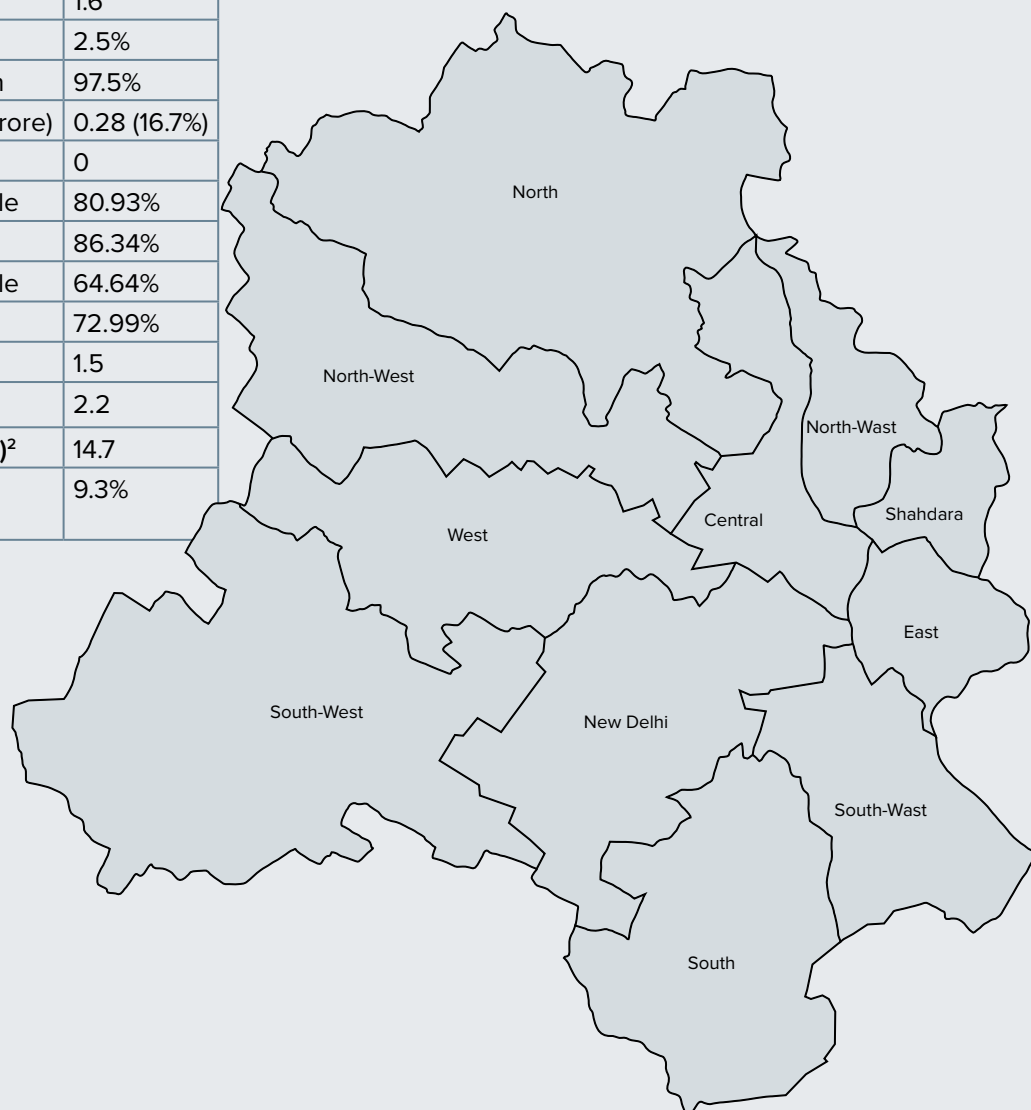 1.6
2.5%
n 97.5%
rore) 0.28 (16.7%)
0
le 80.93%
86.34%
le 64.64%
72.99%
1.5
2.2
)² 14.7
9.3%
North
North-West
North-Wast
Central
Shahdara
West
East
South-West
New Delhi
South-Wast
South